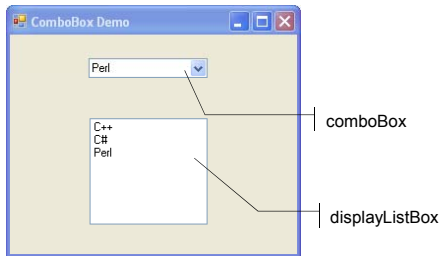 ComboBox Demo
Perl
comboBox
C++
C#
Perl
displayListBox